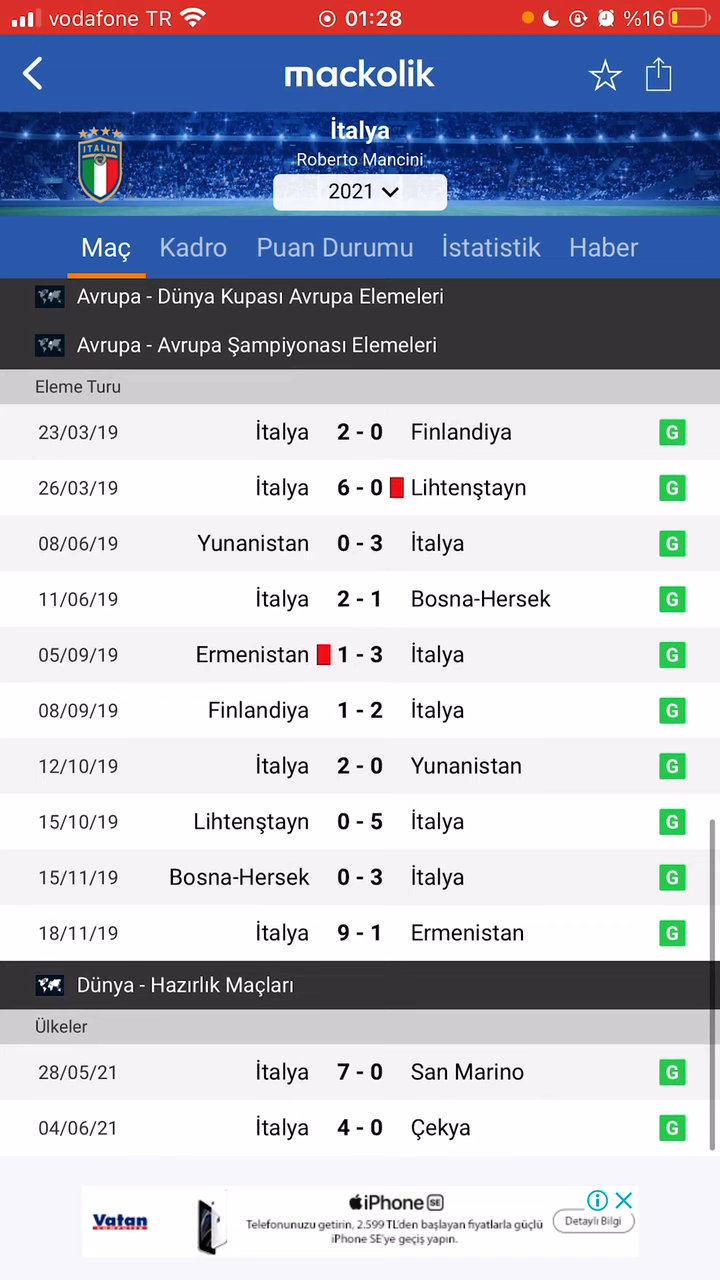 vodafone TR 01:28 %16
mackolik
İtalya
ITALIA
Roberto Mancini
2021
Maç Kadro Puan Durumu İstatistik Haber
Avrupa - Dünya Kupası Avrupa Elemeleri
Avrupa - Avrupa Şampiyonası Elemeleri
Eleme Turu
23/03/19 İtalya 2 - 0 Finlandiya G
26/03/19 İtalya 6 - 0 Lihtenştayn G
08/06/19 Yunanistan 0 - 3 İtalya G
11/06/19 İtalya 2 - 1 Bosna-Hersek G
05/09/19 Ermenistan 1 - 3 İtalya G
08/09/19 Finlandiya 1 - 2 İtalya G
12/10/19 İtalya 2 - 0 Yunanistan G
15/10/19 Lihtenştayn 0 - 5 İtalya G
15/11/19 Bosna-Hersek 0 - 3 İtalya G
18/11/19 İtalya 9 - 1 Ermenistan G
Dünya - Hazırlık Maçları
Ülkeler
28/05/21 İtalya 7 - 0 San Marino G
04/06/21 İtalya 4 - 0 Çekya G
Vatan
COMPUTER
iPhone SE
Telefonunuzu getirin, 2.599 TL'den başlayan fiyatlarla güçlü
iPhone SE'ye geçiş yapın.
Detaylı Bilgi